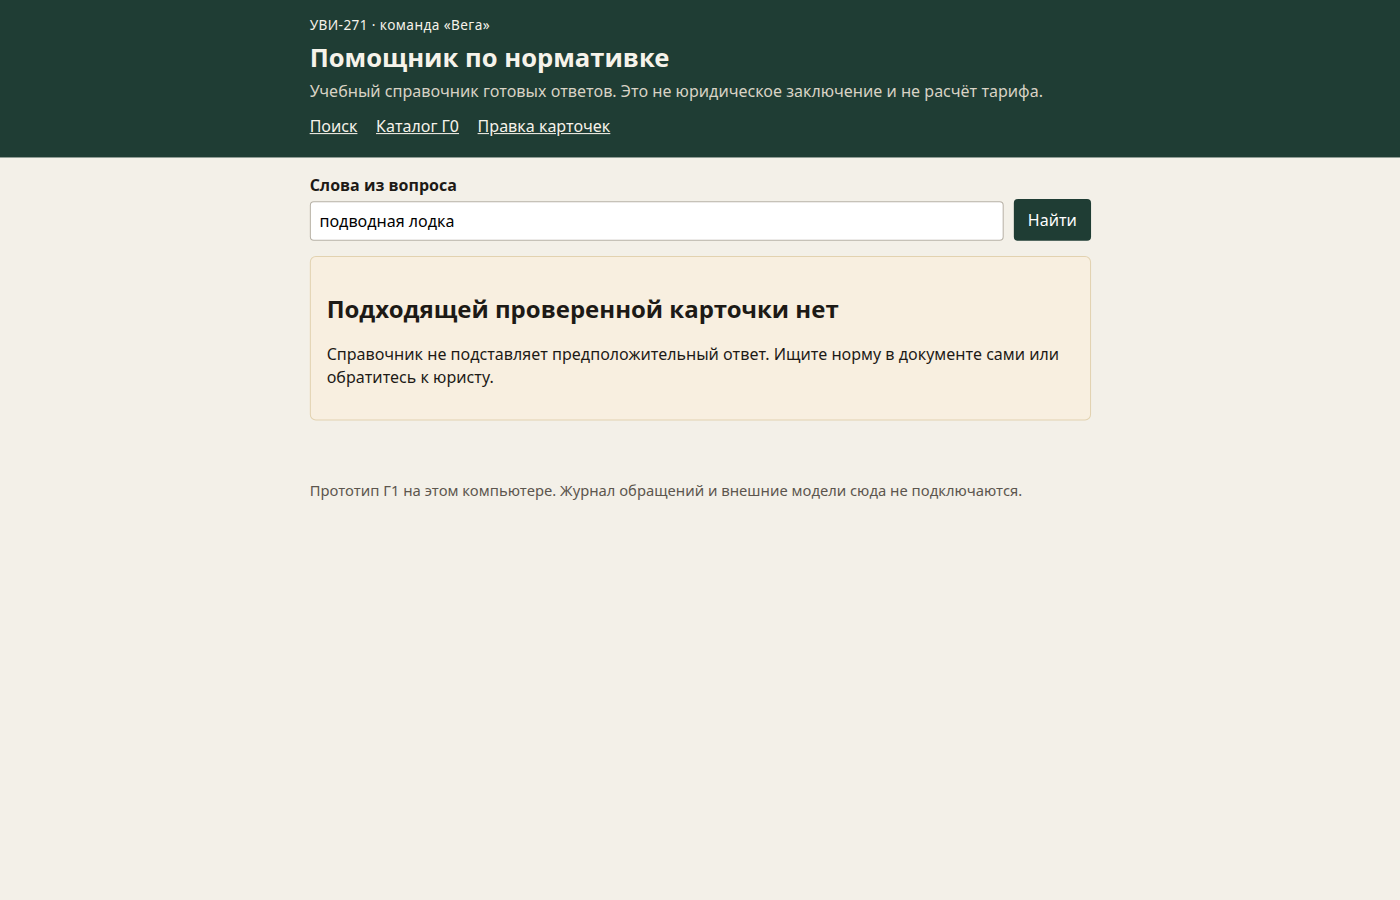 УВИ-271 · команда «Вега»
Помощник по нормативке
Учебный справочник готовых ответов. Это не юридическое заключение и не расчёт тарифа.
Поиск Каталог Г0 Правка карточек
Слова из вопроса
подводная лодка
Найти
Подходящей проверенной карточки нет
Справочник не подставляет предположительный ответ. Ищите норму в документе сами или
обратитесь к юристу.
Прототип Г1 на этом компьютере. Журнал обращений и внешние модели сюда не подключаются.